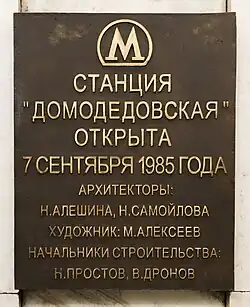 М
СТАНЦИЯ
"ДОМОДЕДОВСКАЯ"
ОТКРЫТА
7 СЕНТЯБРЯ 1985 ГОДА
АРХИТЕКТОРЫ:
Н.АЛЕШИНА, Н.САМОЙЛОВА
ХУДОЖНИК: М.АЛЕКСЕЕВ
НАЧАЛЬНИКИ СТРОИТЕЛЬСТВА:
Н.ПРОСТОВ, В.ДРОНОВ